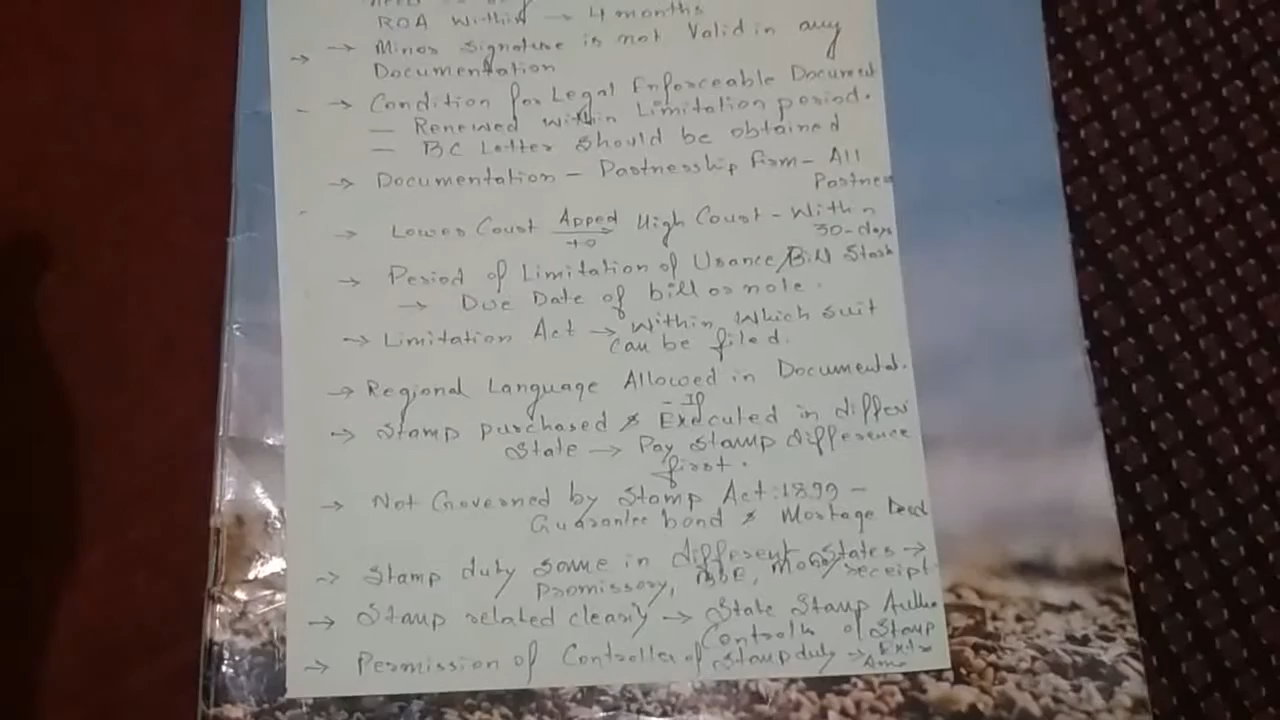 ROA Within → 4 months
→ → Minor signature is not Valid in any
Documentation
→ Condition for Legal Enforceable Document
— Renewed within Limitation period.
— BC Letter should be obtained
→ Documentation - Partnership firm - All
Partner
→ Lower Court Apped to High Court - Within
30-days
→ Period of Limitation of Usance/Bill Start
→ Due Date of bill or note.
→ Limitation Act → Within Which suit
can be filed.
→ Regional Language Allowed in Documentat.
- If
→ Stamp purchased & Executed in differ
State → Pay Stamp difference
first.
→ Not Governed by Stamp Act:1899 -
Guarantee bond & Mortage Deed
→ Stamp duty same in different States →
Promissory, BoE, Money receipt
→ Stamp related clearly → State Stamp Autho
of Stamp
→ Permission of Controller of stamp duty →